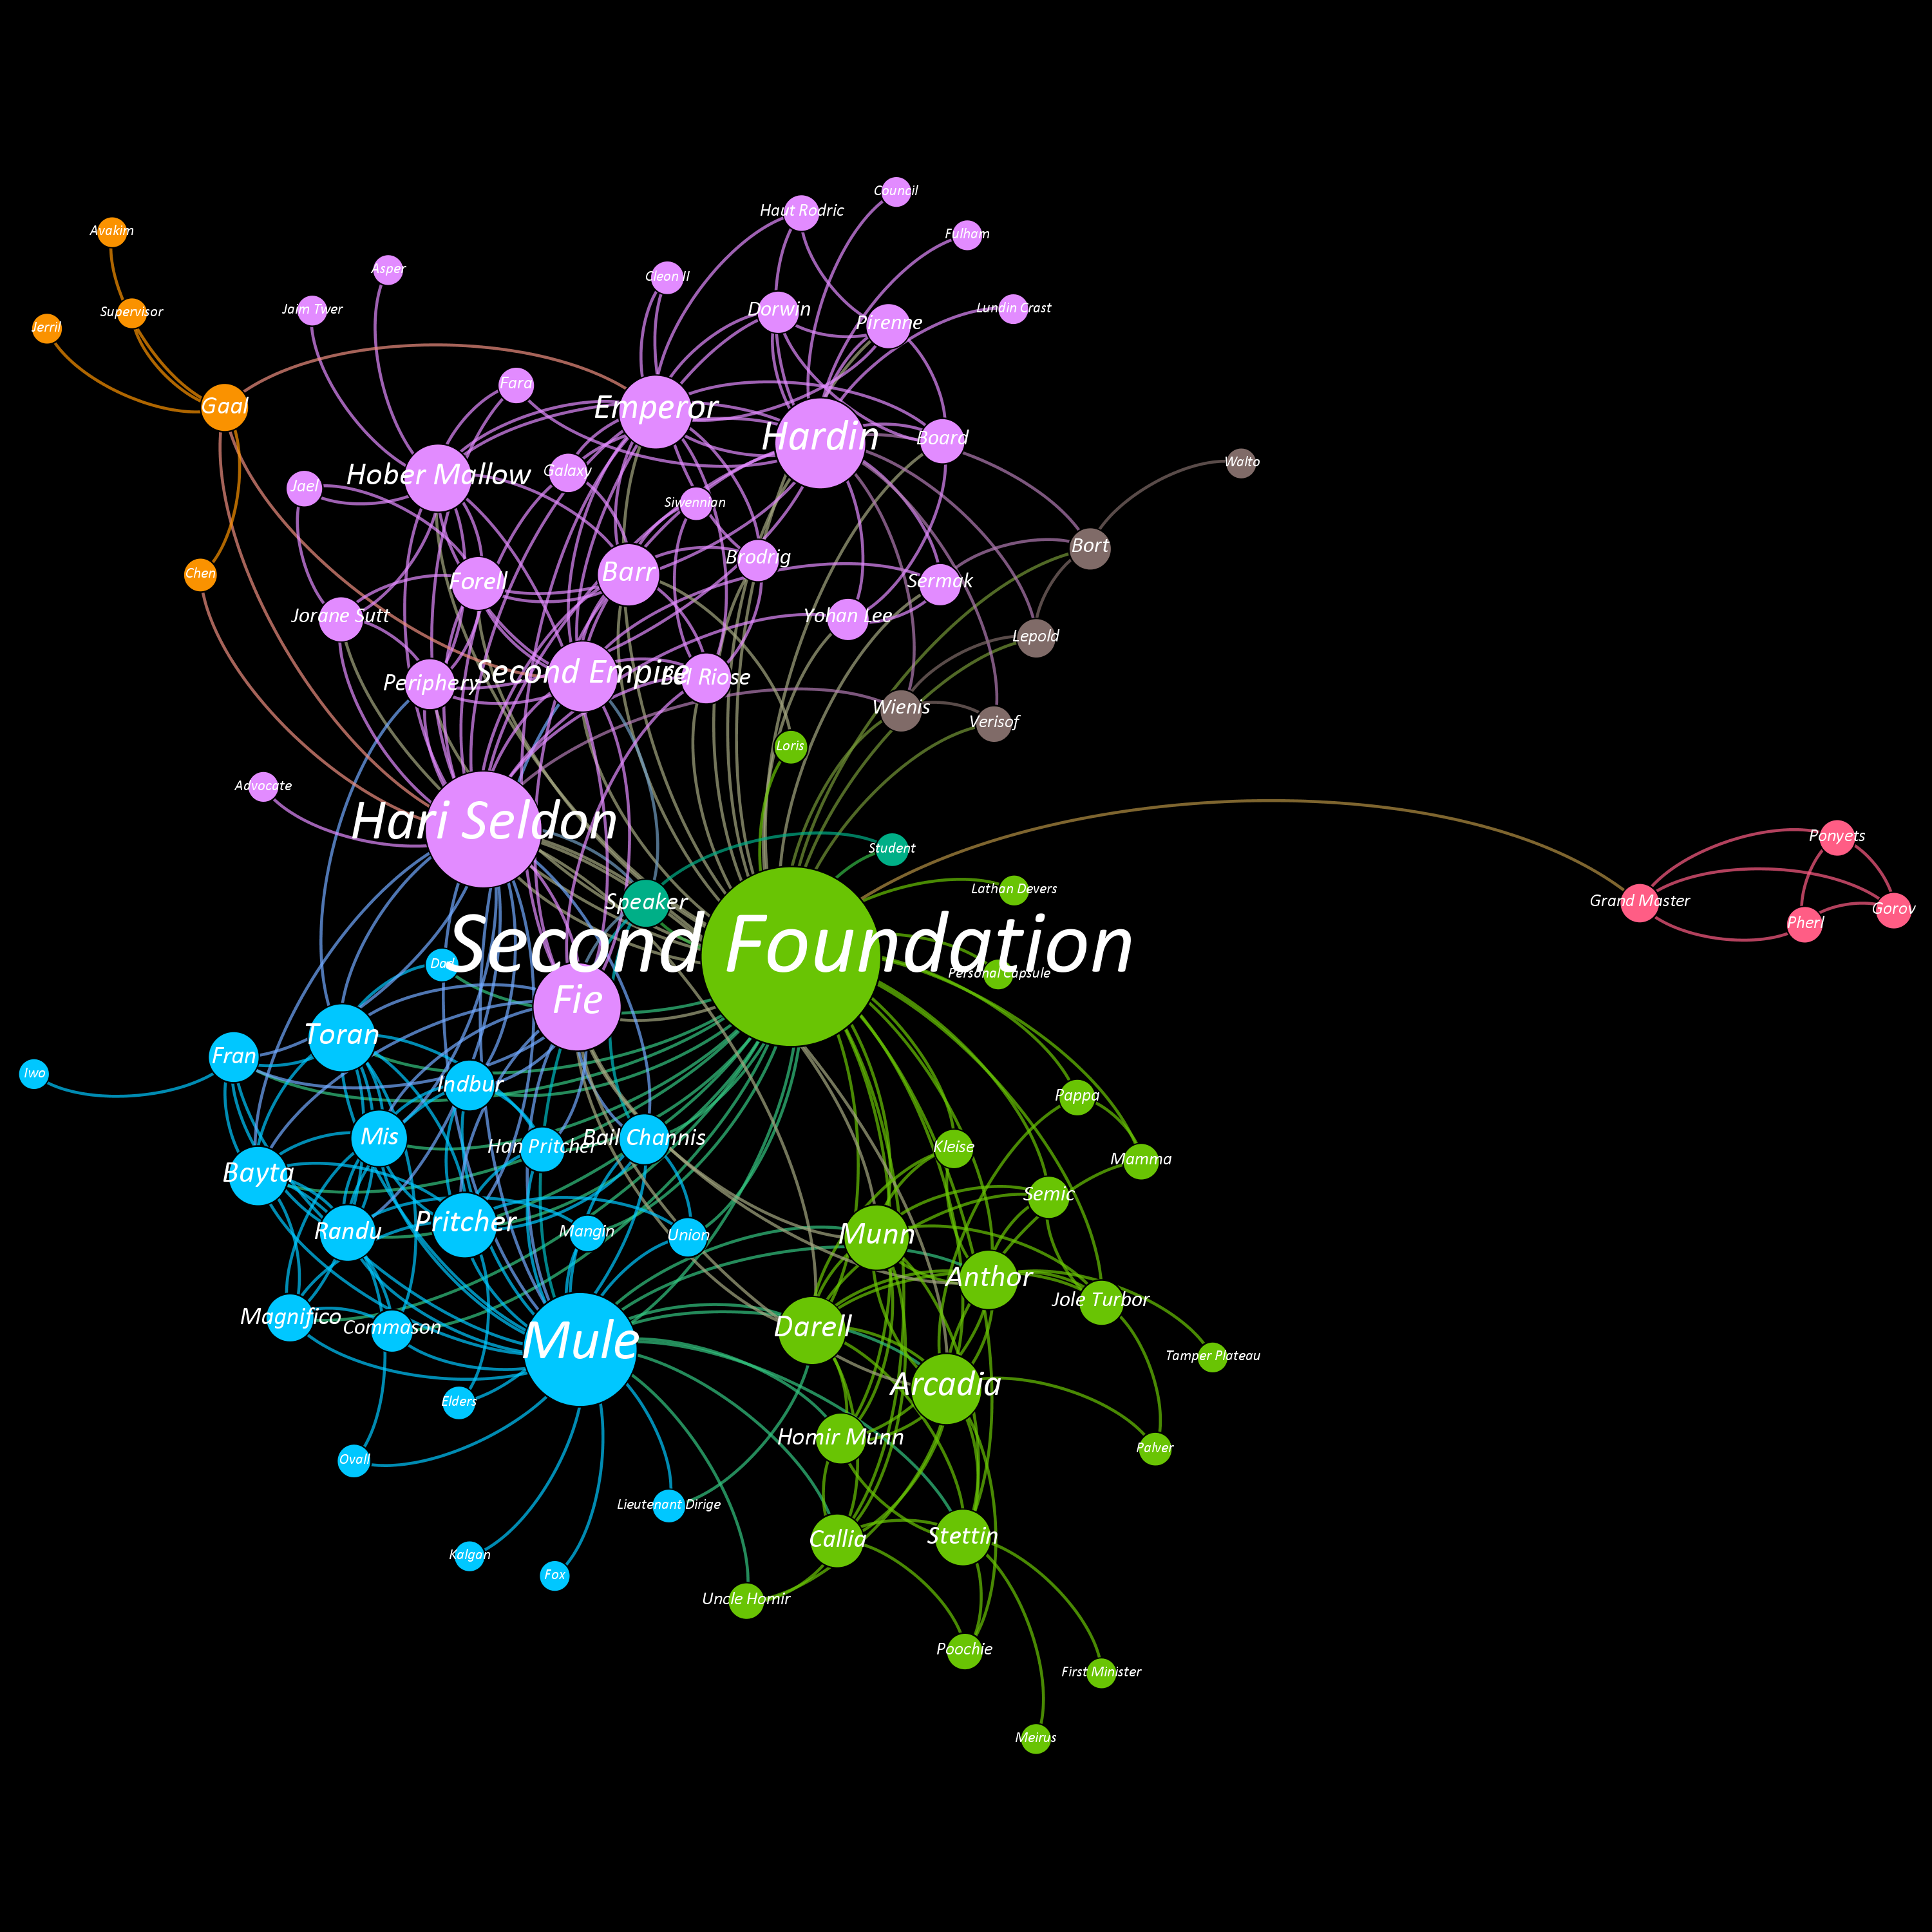 Council
Haut Rodric
Avakim
Fulham
Asper
Cleon II
Jaim Twer
Supervisor
Dorwin
Lundin Crast
Jerril
Pirenne
Fara
Gaal
Emperor
Hardin
Board
Walto
Hober Mallow
Galaxy
Jael
Siwennian
Bort
Brodrig
Chen
Barr
Forell
Sermak
Jorane Sutt
Yohan Lee
Lepold
Second Empire
Bel Riose
Periphery
Wienis
Verisof
Loris
Advocate
Hari Seldon
Ponyets
Student
Lathan Devers
Speaker
Grand Master
Gorov
Pherl
Second Foundation
Dad
Personal Capsule
Fie
Toran
Fran
Iwo
Indbur
Pappa
Mis
Han Pritcher
Bail Channis
Kleise
Mamma
Bayta
Semic
Pritcher
Randu
Mangin
Union
Munn
Anthor
Jole Turbor
Magnifico
Commason
Darell
Mule
Tamper Plateau
Arcadia
Elders
Homir Munn
Palver
Ovall
Lieutenant Dirige
Callia
Stettin
Kalgan
Fox
Uncle Homir
Poochie
First Minister
Meirus